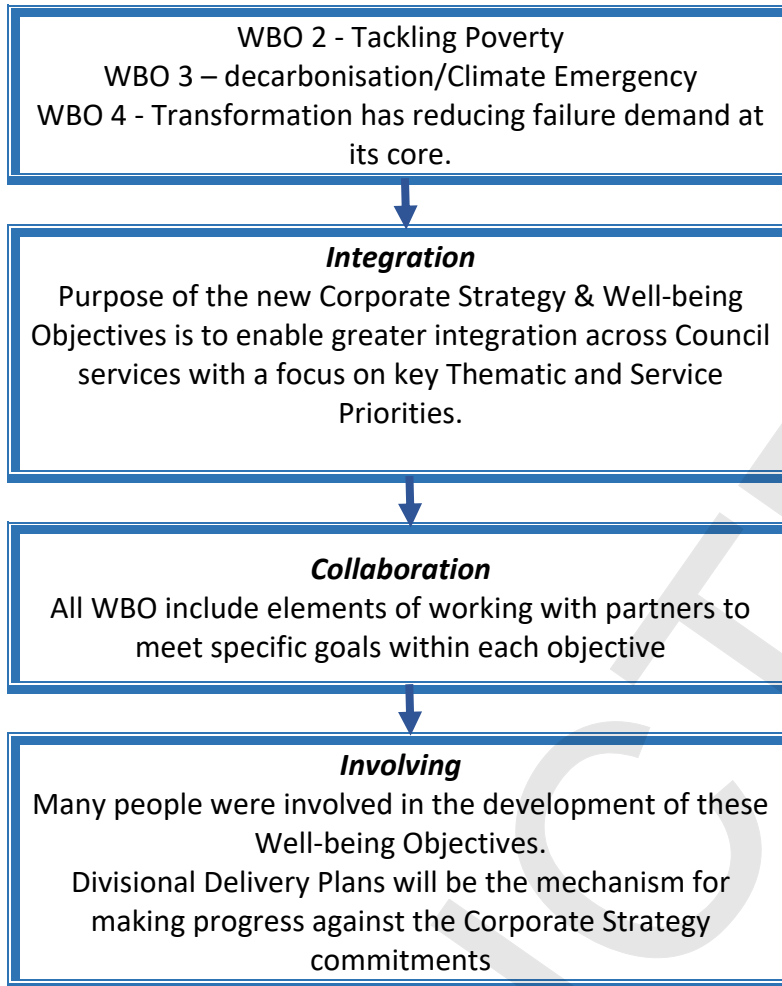 WBO 2 - Tackling Poverty
WBO 3 – decarbonisation/Climate Emergency
WBO 4 - Transformation has reducing failure demand at
its core.
Integration
Purpose of the new Corporate Strategy & Well-being
Objectives is to enable greater integration across Council
services with a focus on key Thematic and Service
Priorities.
Collaboration
All WBO include elements of working with partners to
meet specific goals within each objective
Involving
Many people were involved in the development of these
Well-being Objectives.
Divisional Delivery Plans will be the mechanism for
making progress against the Corporate Strategy
commitments